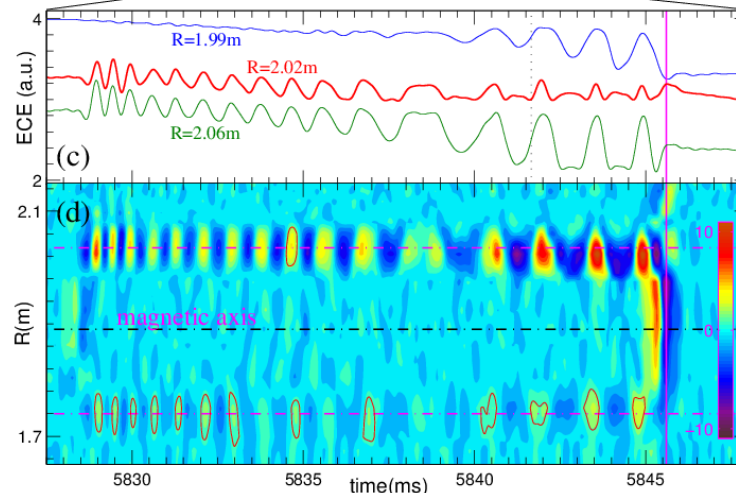 4
R=1.99m
R=2.02m
ECE (a.u.)
R=2.06m
(c)
2
(d)
2.1
10
magnetic axis
0
R(m)
-10
1.7
5830
5835
5840
5845
time(ms)